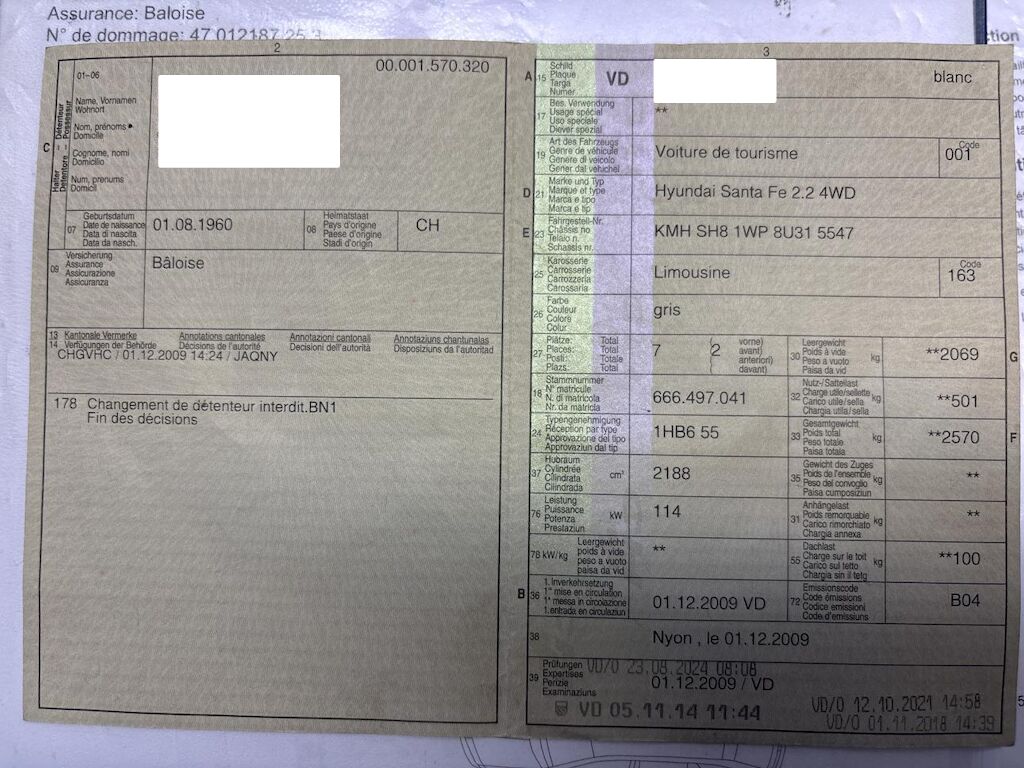 Assurance: Baloise
N° de dommage: 47 012187 25 3
2
00.001.570.320
01–06
Name, Vornamen
Wohnort
Nom, prénoms
Domicile
Cognome, nomi
Domicilio
Num, prenums
Domicil
C
Halter Détenteur
Detentore Possessur
07
Geburtsdatum
Date de naissance
Data di nascita
Data da nasch.
01.08.1960
08
Heimatstaat
Pays d'origine
Paese d'origine
Stadi d'origin
CH
09
Versicherung
Assurance
Assicurazione
Assicuranza
Bâloise
13 Kantonale Vermerke Annotations cantonales Annotazioni cantonali Annotaziuns chantunalas
14 Verfügungen der Behörde Décisions de l'autorité Decisioni dell'autorità Disposiziuns da l'autoritad
CHGVHC / 01.12.2009 14:24 / JAQNY
178 Changement de détenteur interdit.BN1
Fin des décisions
3
A
15
Schild
Plaque
Targa
Numer
VD
blanc
17
Bes. Verwendung
Usage spécial
Uso speciale
Diever spezial
**
19
Art des Fahrzeugs
Genre de véhicule
Genere di veicolo
Gener dal vehichel
Voiture de tourisme
Code
001
D
21
Marke und Typ
Marque et type
Marca e tipo
Marca e tip
Hyundai Santa Fe 2.2 4WD
E
23
Fahrgestell-Nr.
Châssis no
Telaio n.
Schassis nr.
KMH SH8 1WP 8U31 5547
25
Karosserie
Carrosserie
Carrozzeria
Carossaria
Limousine
Code
163
26
Farbe
Couleur
Colore
Colur
gris
27
Plätze: Total
Places: Total
Posti: Totale
Plazs: Total
7
(2
vorne)
avant)
anteriori)
davant)
30
Leergewicht
Poids à vide
Peso a vuoto
Paisa da vid
kg
**2069
G
18
Stammnummer
N° matricule
N. di matricola
Nr. da matricla
666.497.041
32
Nutz-/Sattellast
Charge utile/sellette
Carico utile/sella
Chargia utila/sella
kg
**501
24
Typengenehmigung
Réception par type
Approvazione del tipo
Approvaziun dal tip
1HB6 55
33
Gesamtgewicht
Poids total
Peso totale
Paisa totala
kg
**2570
F
37
Hubraum
Cylindrée
Cilindrata
Cilindrada
cm³
2188
35
Gewicht des Zuges
Poids de l'ensemble
Peso del convoglio
Paisa cumposiziun
kg
**
76
Leistung
Puissance
Potenza
Prestaziun
kW
114
31
Anhängelast
Poids remorquable
Carico rimorchiato
Chargia annexa
kg
**
78 kW/kg
Leergewicht
poids à vide
peso a vuoto
paisa da vid
**
55
Dachlast
Charge sur le toit
Carico sul tetto
Chargia sin il tetg
kg
**100
B
36
1. Inverkehrsetzung
1re mise en circulation
1a messa in circolazione
1. entrada en circulaziun
01.12.2009 VD
72
Emissionscode
Code émissions
Codice emissioni
Code d'emissiuns
B04
38
Nyon , le 01.12.2009
39
Prüfungen
Expertises
Perizie
Examinaziuns
VD/O 23.08.2024 08:08
01.12.2009 / VD
VD 05.11.14 11:44
VD/O 12.10.2021 14:58
VD/O 01.11.2018 14:39